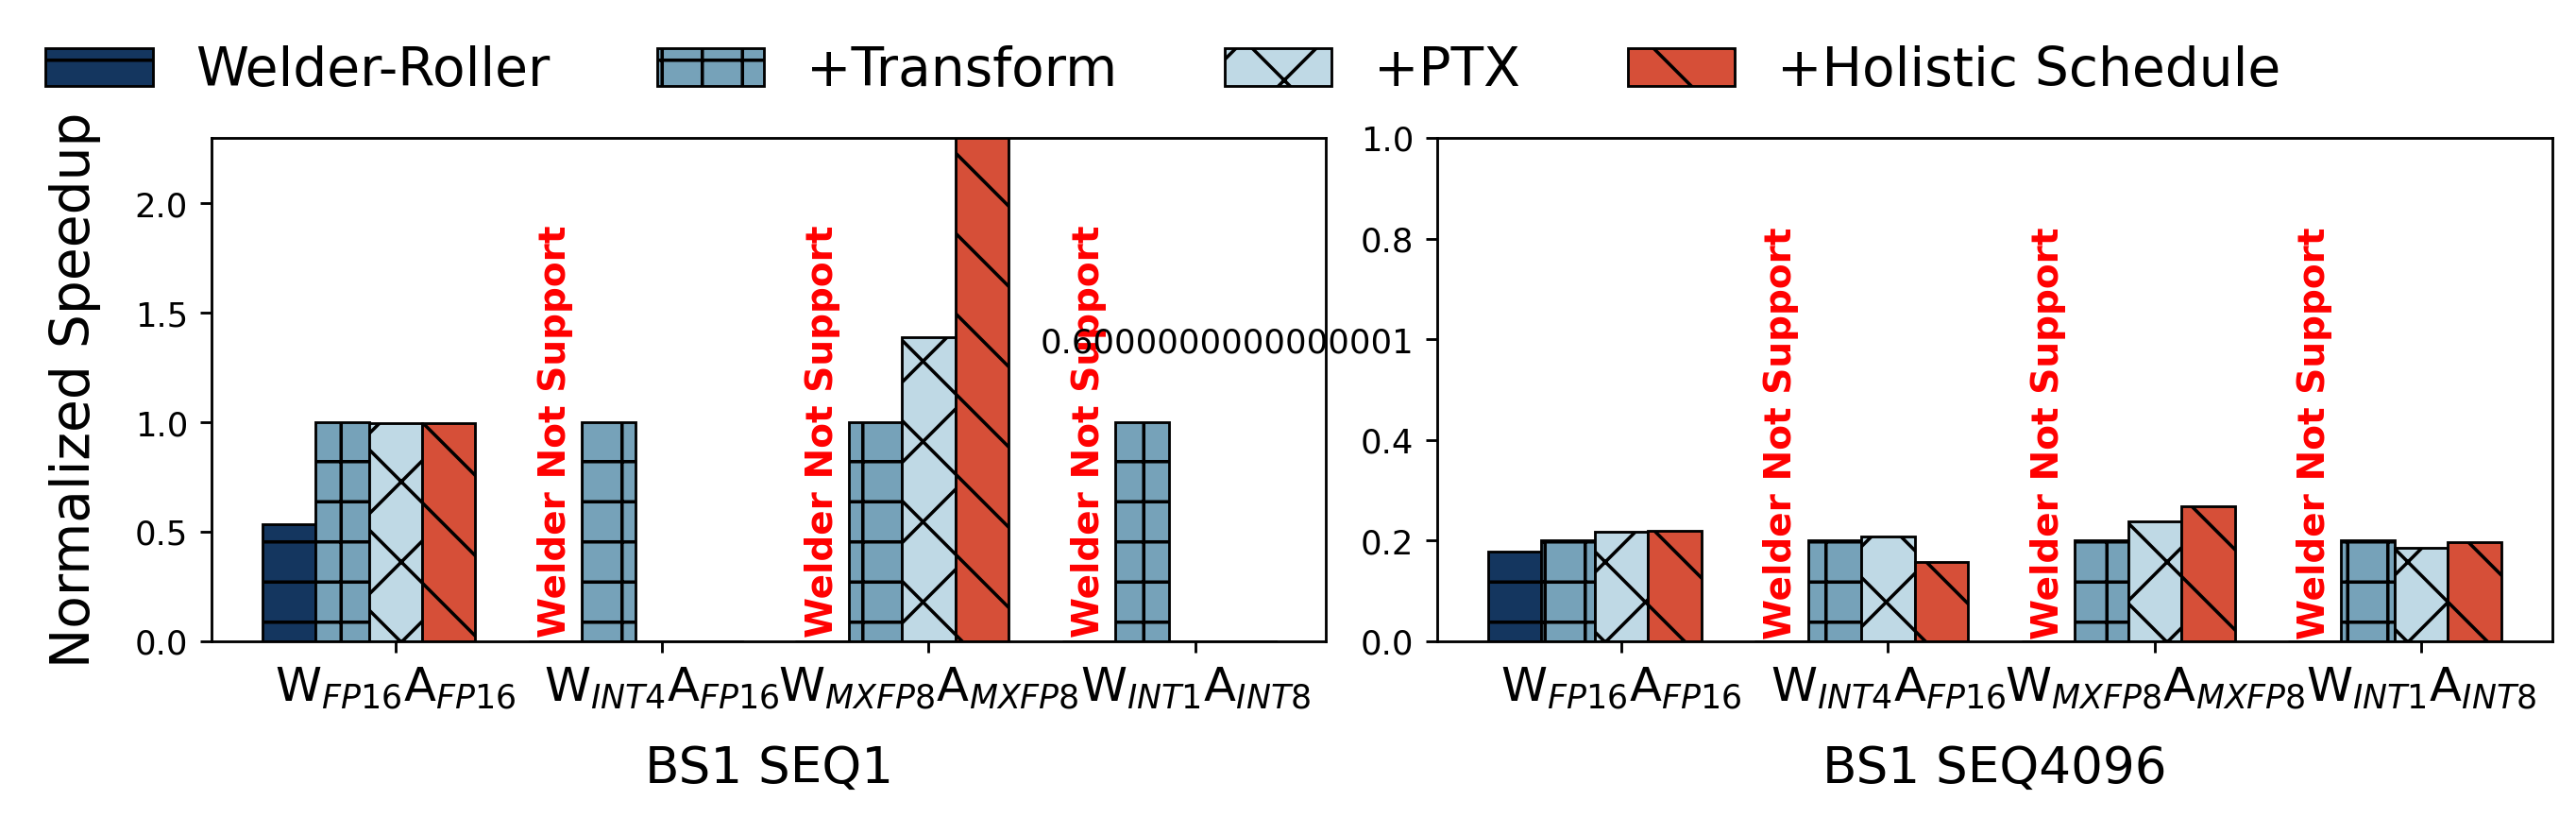 Welder-Roller +Transform +PTX +Holistic Schedule
Normalized Speedup
2.0
1.5
1.0
0.5
0.0
Welder Not Support
Welder Not Support
Welder Not Support
W_FP16A_FP16 W_INT4A_FP16 W_MXFP8A_MXFP8 W_INT1A_INT8
BS1 SEQ1
1.0
0.8
0.6000000000000001
0.4
0.2
0.0
Welder Not Support
Welder Not Support
Welder Not Support
W_FP16A_FP16 W_INT4A_FP16 W_MXFP8A_MXFP8 W_INT1A_INT8
BS1 SEQ4096